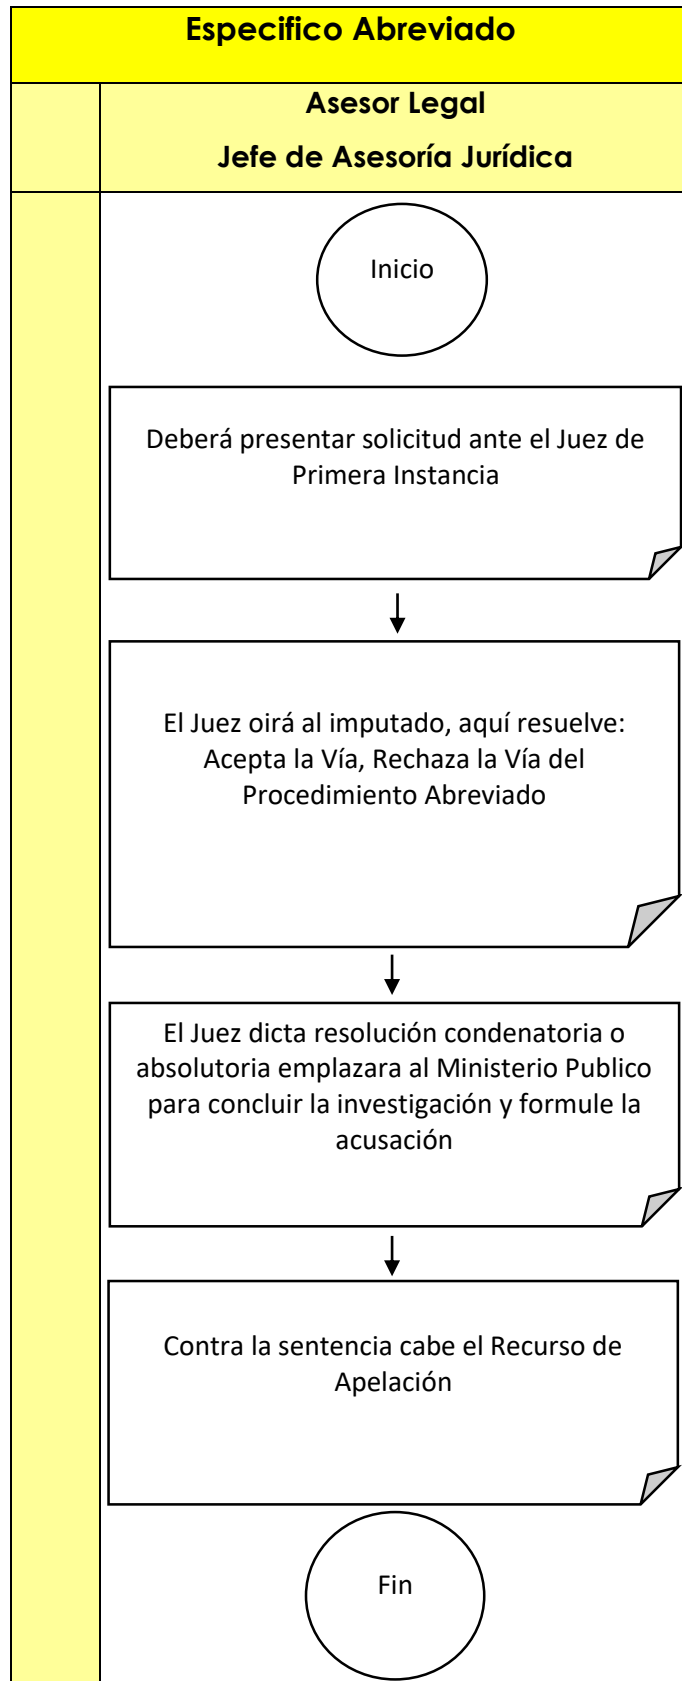 Especifico Abreviado
Asesor Legal
Jefe de Asesoría Jurídica
Inicio
Deberá presentar solicitud ante el Juez de
Primera Instancia
El Juez oirá al imputado, aquí resuelve:
Acepta la Vía, Rechaza la Vía del
Procedimiento Abreviado
El Juez dicta resolución condenatoria o
absolutoria emplazara al Ministerio Publico
para concluir la investigación y formule la
acusación
Contra la sentencia cabe el Recurso de
Apelación
Fin